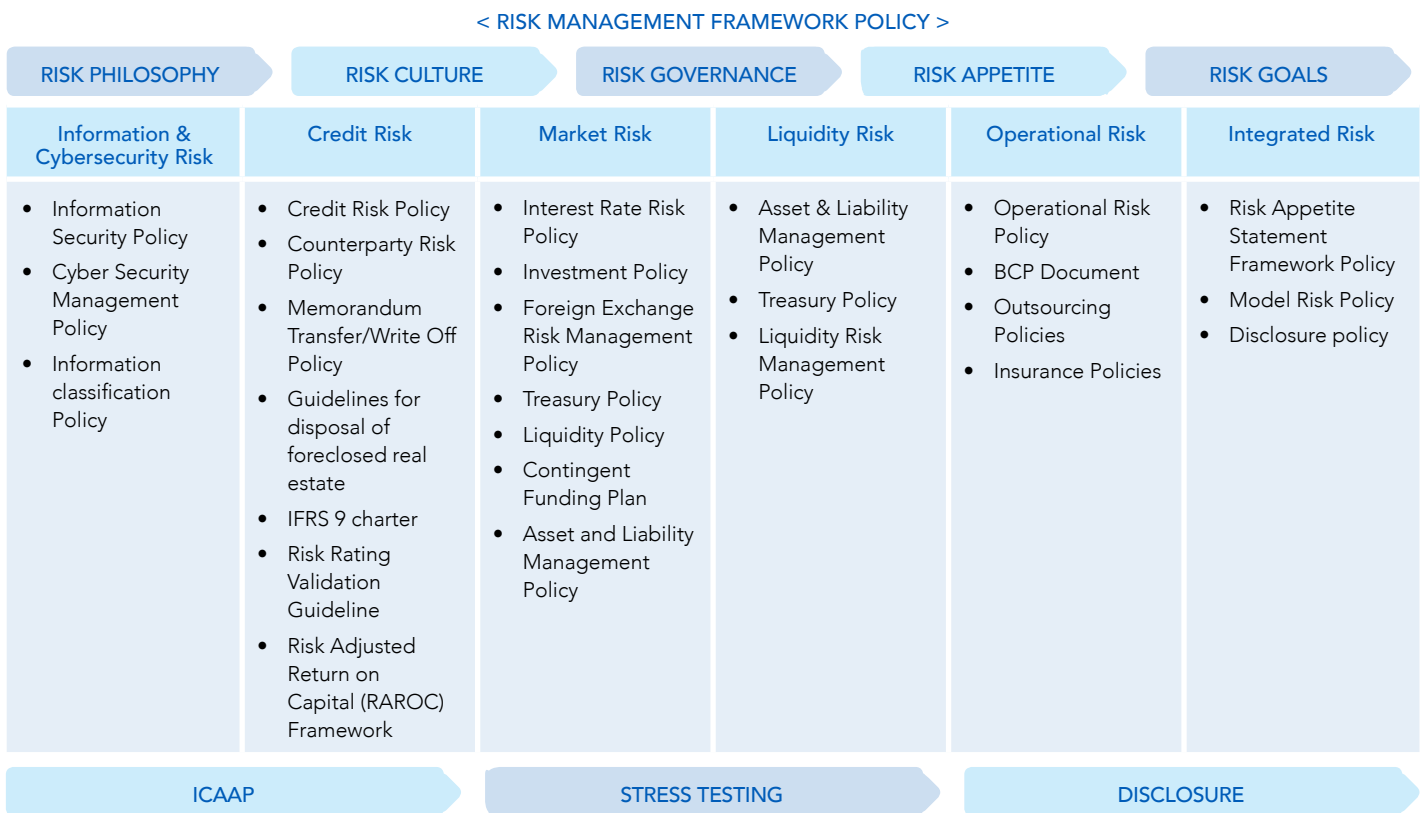 < RISK MANAGEMENT FRAMEWORK POLICY >
RISK PHILOSOPHY
RISK CULTURE
RISK GOVERNANCE
RISK APPETITE
RISK GOALS
Information &
Cybersecurity Risk
• Information
Security Policy
• Cyber Security
Management
Policy
• Information
classification
Policy
Credit Risk
• Credit Risk Policy
• Counterparty Risk
Policy
• Memorandum
Transfer/Write Off
Policy
• Guidelines for
disposal of
foreclosed real
estate
• IFRS 9 charter
• Risk Rating
Validation
Guideline
• Risk Adjusted
Return on
Capital (RAROC)
Framework
Market Risk
• Interest Rate Risk
Policy
• Investment Policy
• Foreign Exchange
Risk Management
Policy
• Treasury Policy
• Liquidity Policy
• Contingent
Funding Plan
• Asset and Liability
Management
Policy
Liquidity Risk
• Asset & Liability
Management
Policy
• Treasury Policy
• Liquidity Risk
Management
Policy
Operational Risk
• Operational Risk
Policy
• BCP Document
• Outsourcing
Policies
• Insurance Policies
Integrated Risk
• Risk Appetite
Statement
Framework Policy
• Model Risk Policy
• Disclosure policy
ICAAP
STRESS TESTING
DISCLOSURE